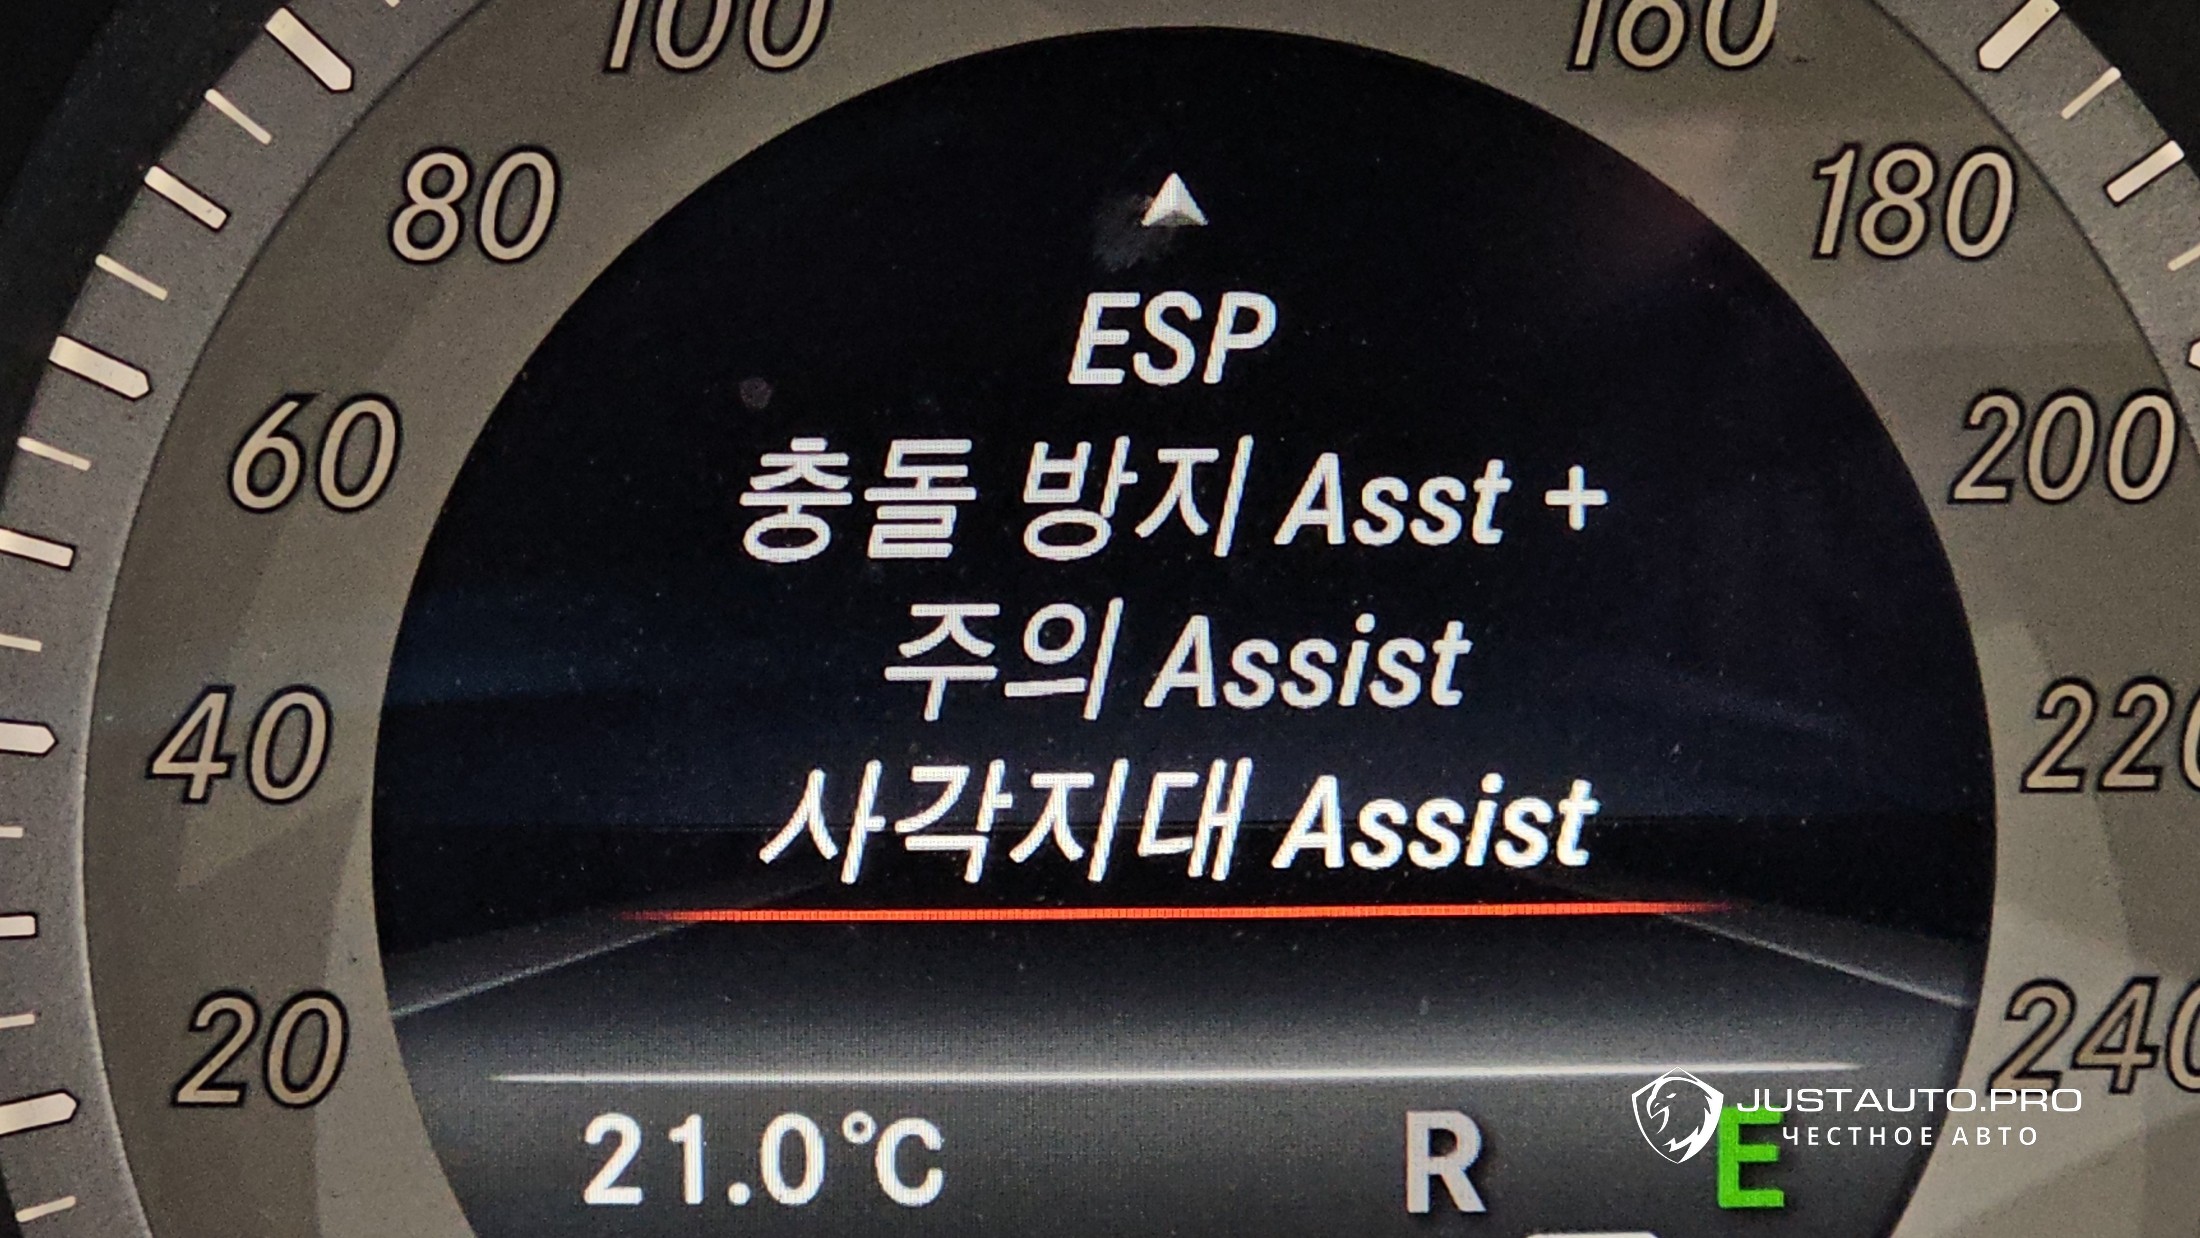 100
160
80
180
ESP
60
200
충돌 방지 Asst +
주의 Assist
40
220
사각지대 Assist
20
240
JUSTAUTO.PRO
ЧЕСТНОЕ АВТО
21.0°C
R
E